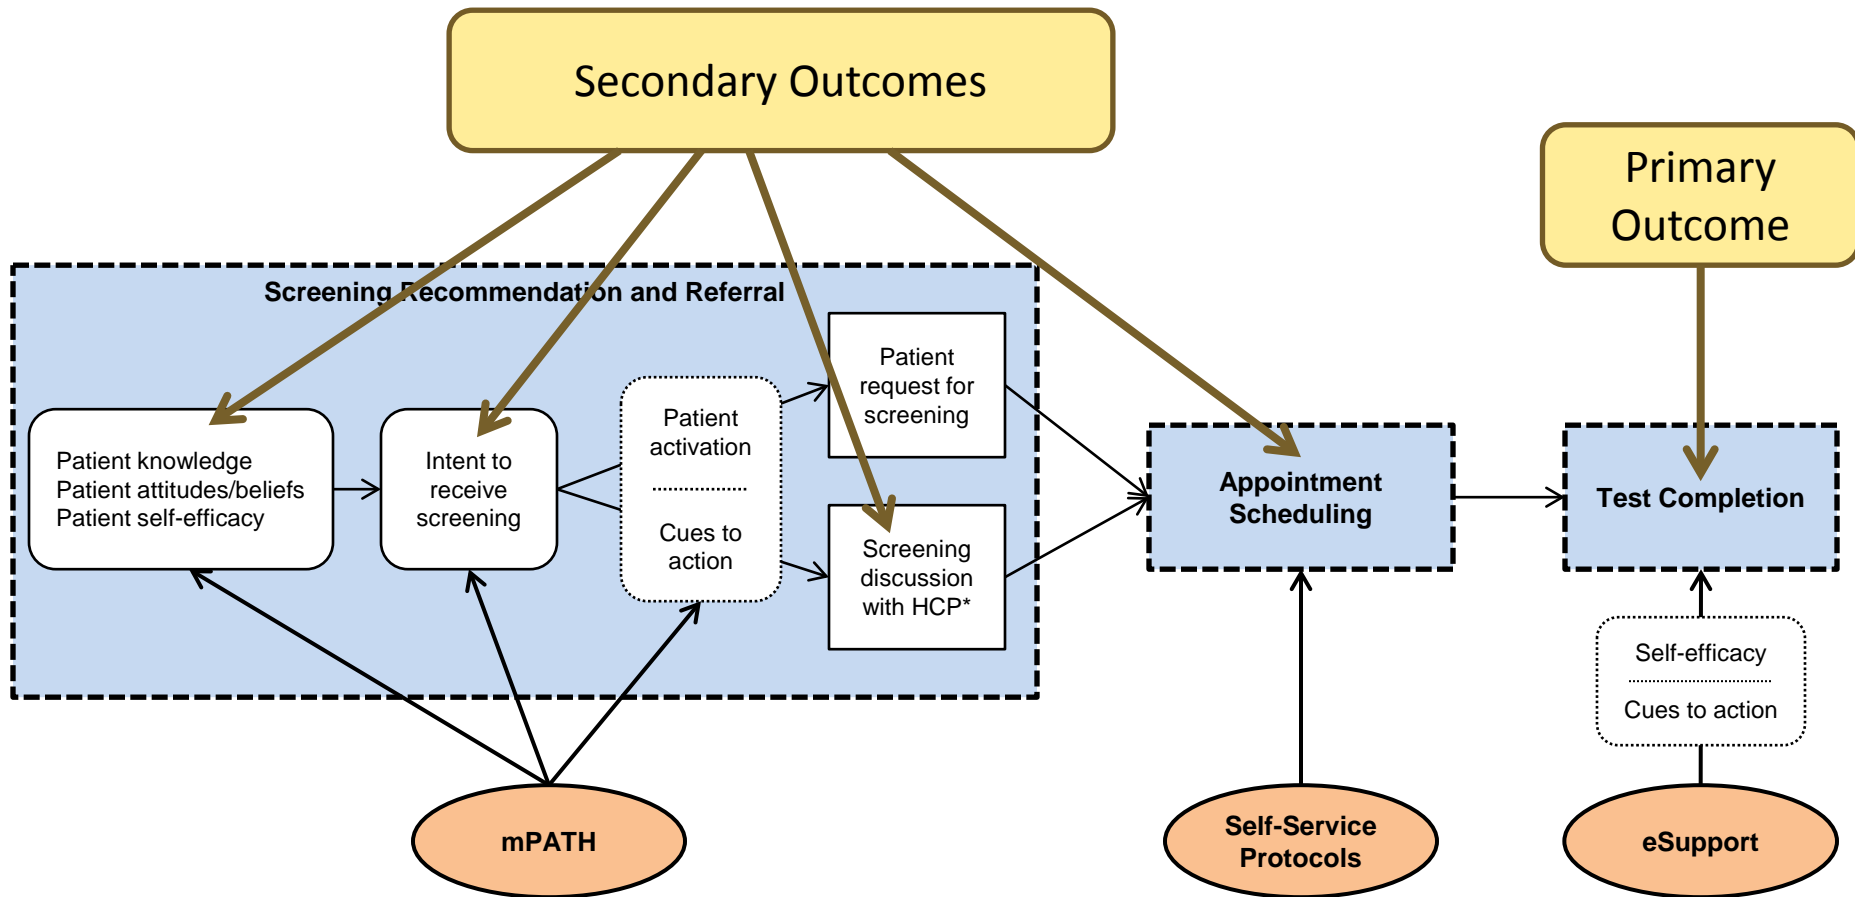 Secondary Outcomes
Primary
Outcome
Screening Recommendation and Referral
Patient knowledge
Patient attitudes/beliefs
Patient self-efficacy
Intent to
receive
screening
Patient
activation
Cues to
action
Patient
request for
screening
Screening
discussion
with HCP*
Appointment
Scheduling
Test Completion
Self-efficacy
Cues to action
mPATH
Self-Service
Protocols
eSupport